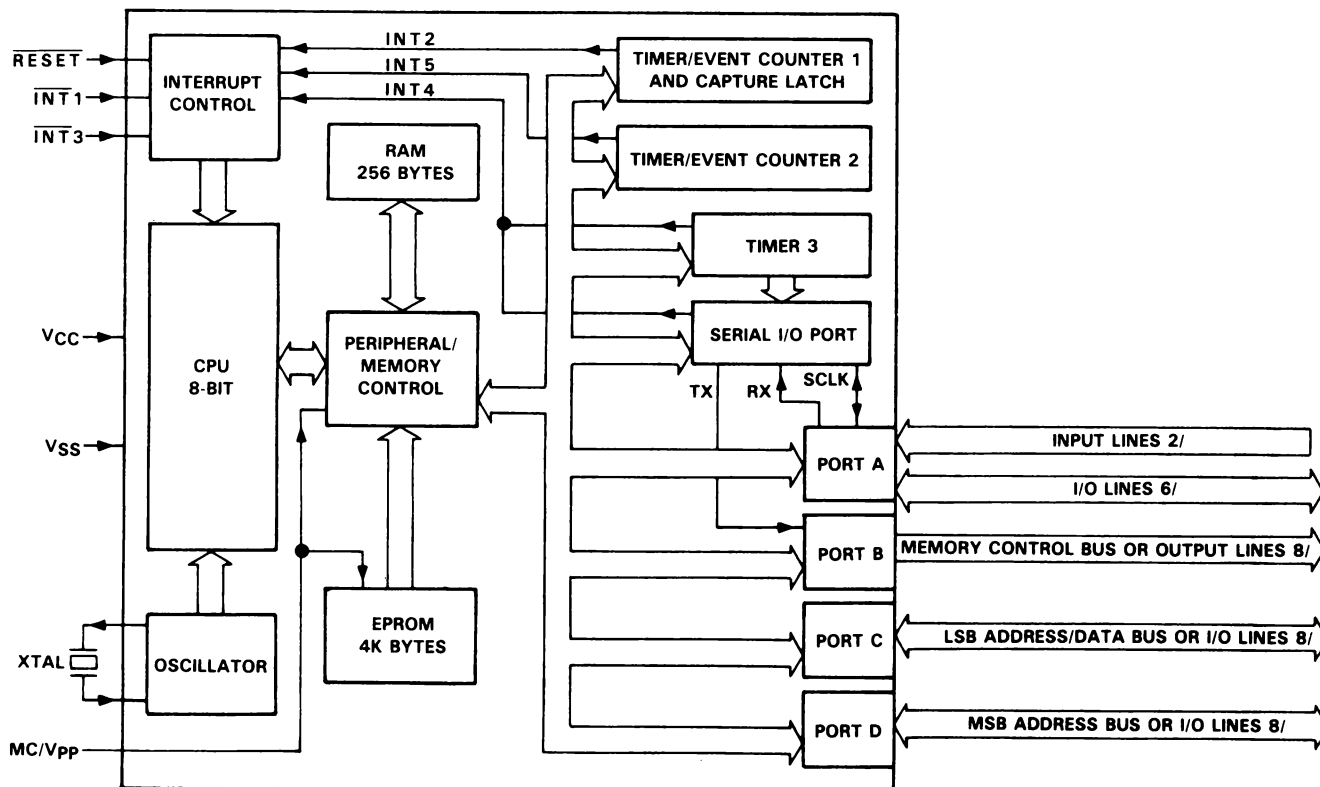 RESET
INT1
INT3
INTERRUPT
CONTROL
INT2
INT5
INT4
TIMER/EVENT COUNTER 1
AND CAPTURE LATCH
RAM
256 BYTES
TIMER/EVENT COUNTER 2
TIMER 3
SERIAL I/O PORT
VCC
VSS
CPU
8-BIT
PERIPHERAL/
MEMORY
CONTROL
TX
RX
SCLK
PORT A
INPUT LINES 2/
I/O LINES 6/
PORT B
MEMORY CONTROL BUS OR OUTPUT LINES 8/
EPROM
4K BYTES
PORT C
LSB ADDRESS/DATA BUS OR I/O LINES 8/
XTAL
OSCILLATOR
PORT D
MSB ADDRESS BUS OR I/O LINES 8/
MC/VPP